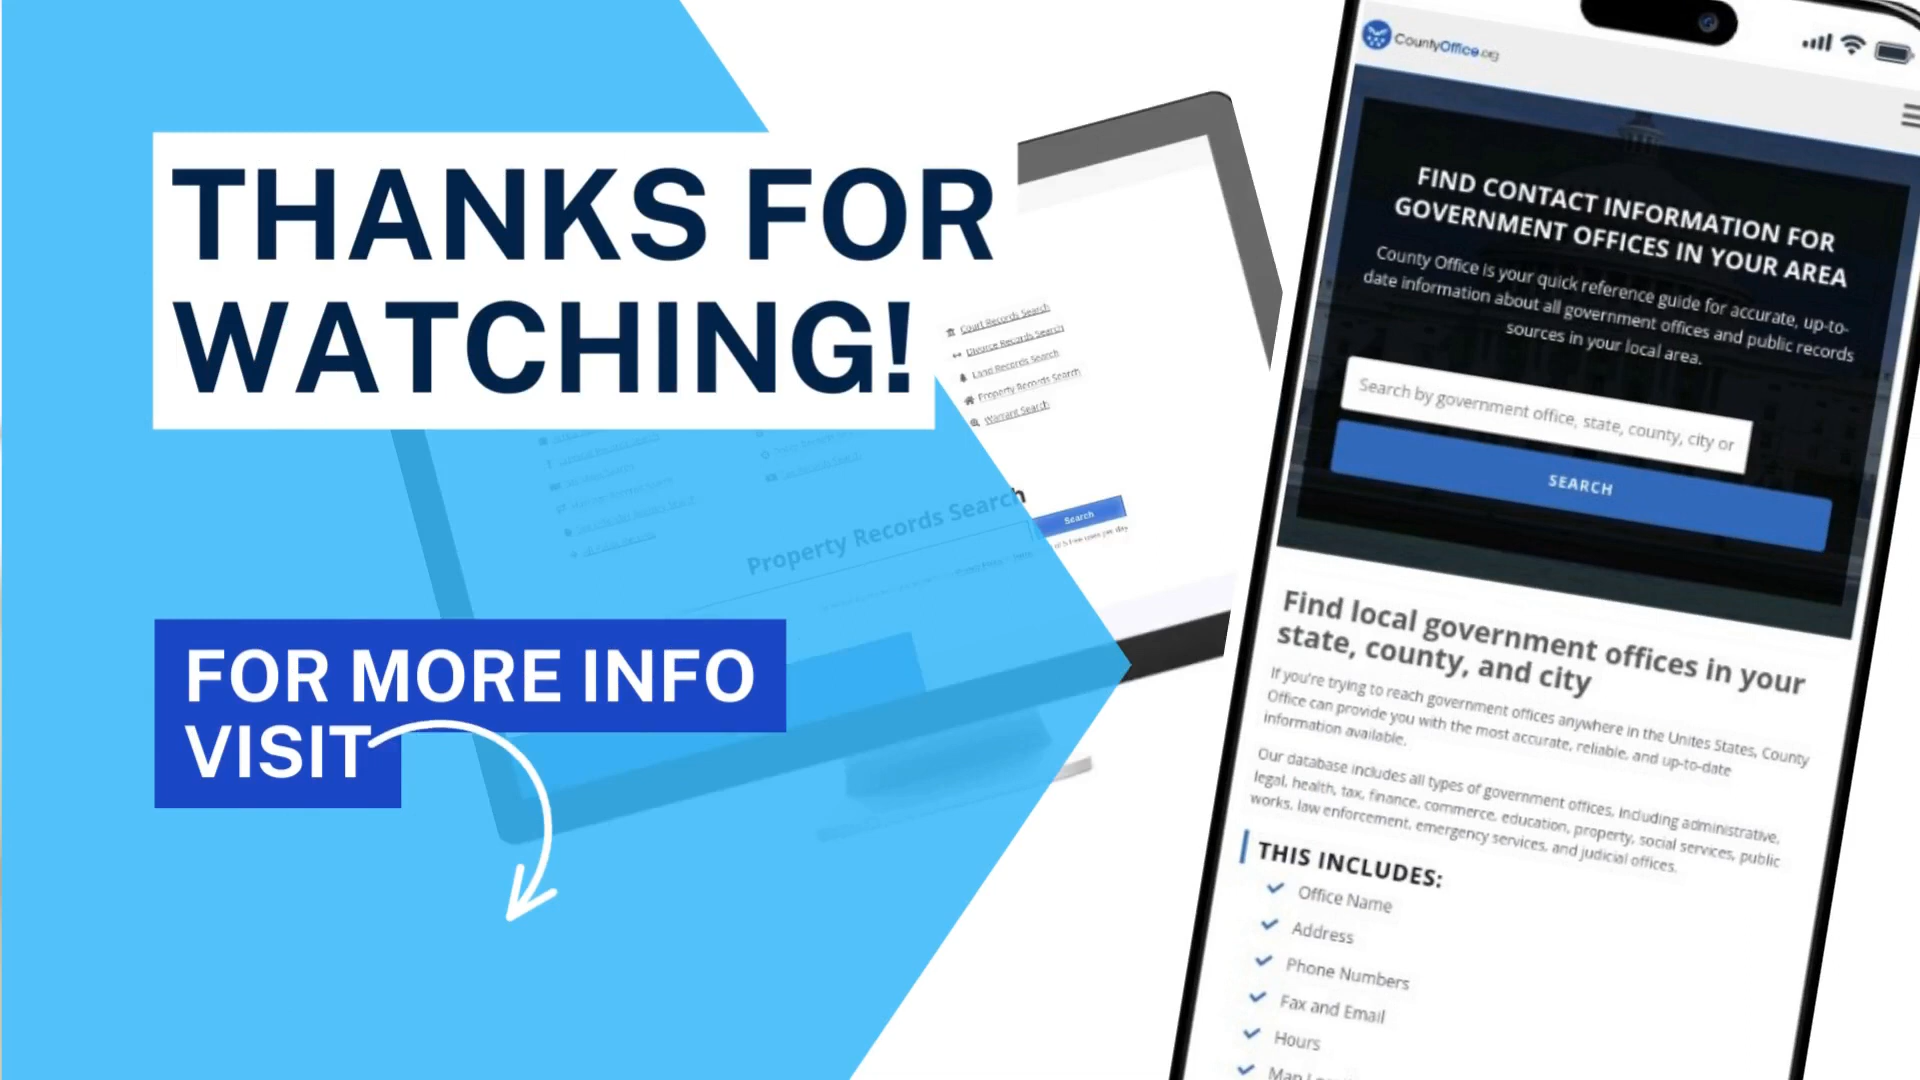 THANKS FOR
WATCHING!
FOR MORE INFO
VISIT
Court Records Search
Divorce Records Search
Land Records Search
Property Records Search
Warrant Search
Property Records Search
Search
CountyOffice.org
FIND CONTACT INFORMATION FOR
GOVERNMENT OFFICES IN YOUR AREA
County Office is your quick reference guide for accurate, up-to-
date information about all government offices and public records
sources in your local area.
Search by government office, state, county, city or
SEARCH
Find local government offices in your
state, county, and city
If you're trying to reach government offices anywhere in the Unites States, County
Office can provide you with the most accurate, reliable, and up-to-date
information available.
Our database includes all types of government offices, including administrative,
legal, health, tax, finance, commerce, education, property, social services, public
works, law enforcement, emergency services, and judicial offices.
THIS INCLUDES:
Office Name
Address
Phone Numbers
Fax and Email
Hours
Map